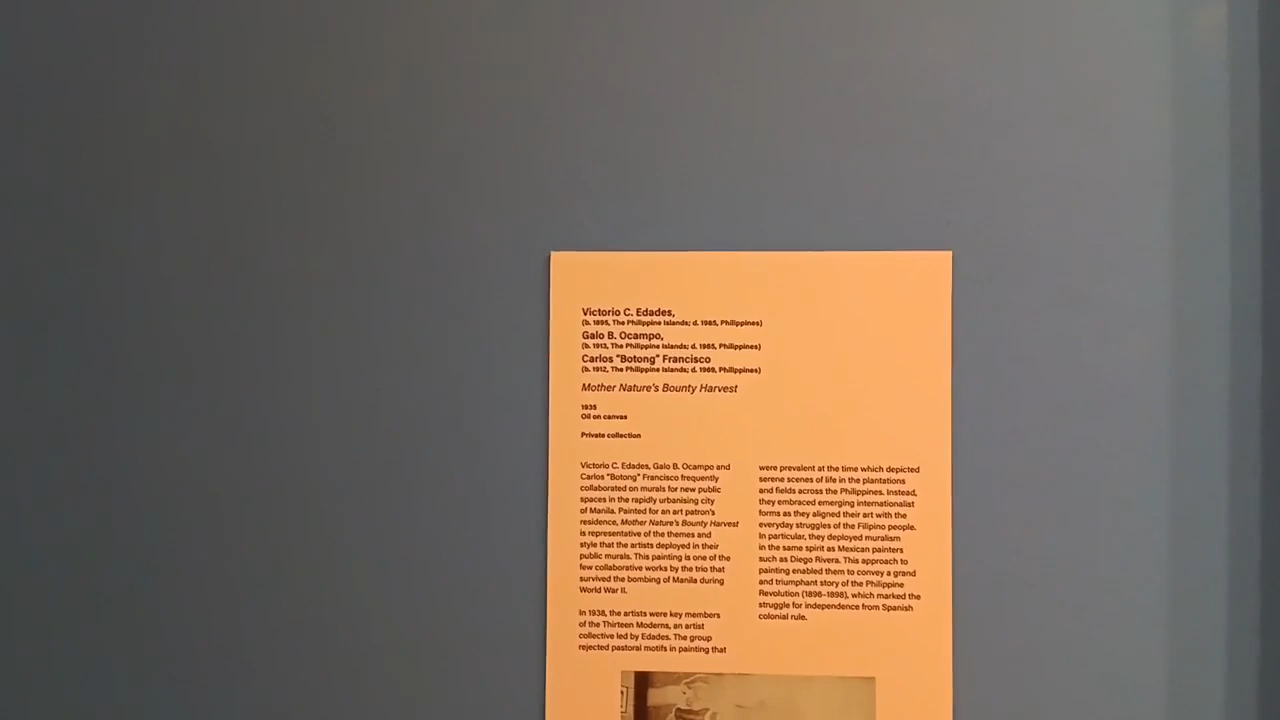 Victorio C. Edades,
(b. 1895, The Philippine Islands; d. 1985, Philippines)
Galo B. Ocampo,
(b. 1913, The Philippine Islands; d. 1985, Philippines)
Carlos "Botong" Francisco
(b. 1912, The Philippine Islands; d. 1969, Philippines)
Mother Nature's Bounty Harvest
1935
Oil on canvas
Private collection
Victorio C. Edades, Galo B. Ocampo and
Carlos "Botong" Francisco frequently
collaborated on murals for new public
spaces in the rapidly urbanising city
of Manila. Painted for an art patron's
residence, Mother Nature's Bounty Harvest
is representative of the themes and
style that the artists deployed in their
public murals. This painting is one of the
few collaborative works by the trio that
survived the bombing of Manila during
World War II.
In 1938, the artists were key members
of the Thirteen Moderns, an artist
collective led by Edades. The group
rejected pastoral motifs in painting that
were prevalent at the time which depicted
serene scenes of life in the plantations
and fields across the Philippines. Instead,
they embraced emerging internationalist
forms as they aligned their art with the
everyday struggles of the Filipino people.
In particular, they deployed muralism
in the same spirit as Mexican painters
such as Diego Rivera. This approach to
painting enabled them to convey a grand
and triumphant story of the Philippine
Revolution (1896–1898), which marked the
struggle for independence from Spanish
colonial rule.